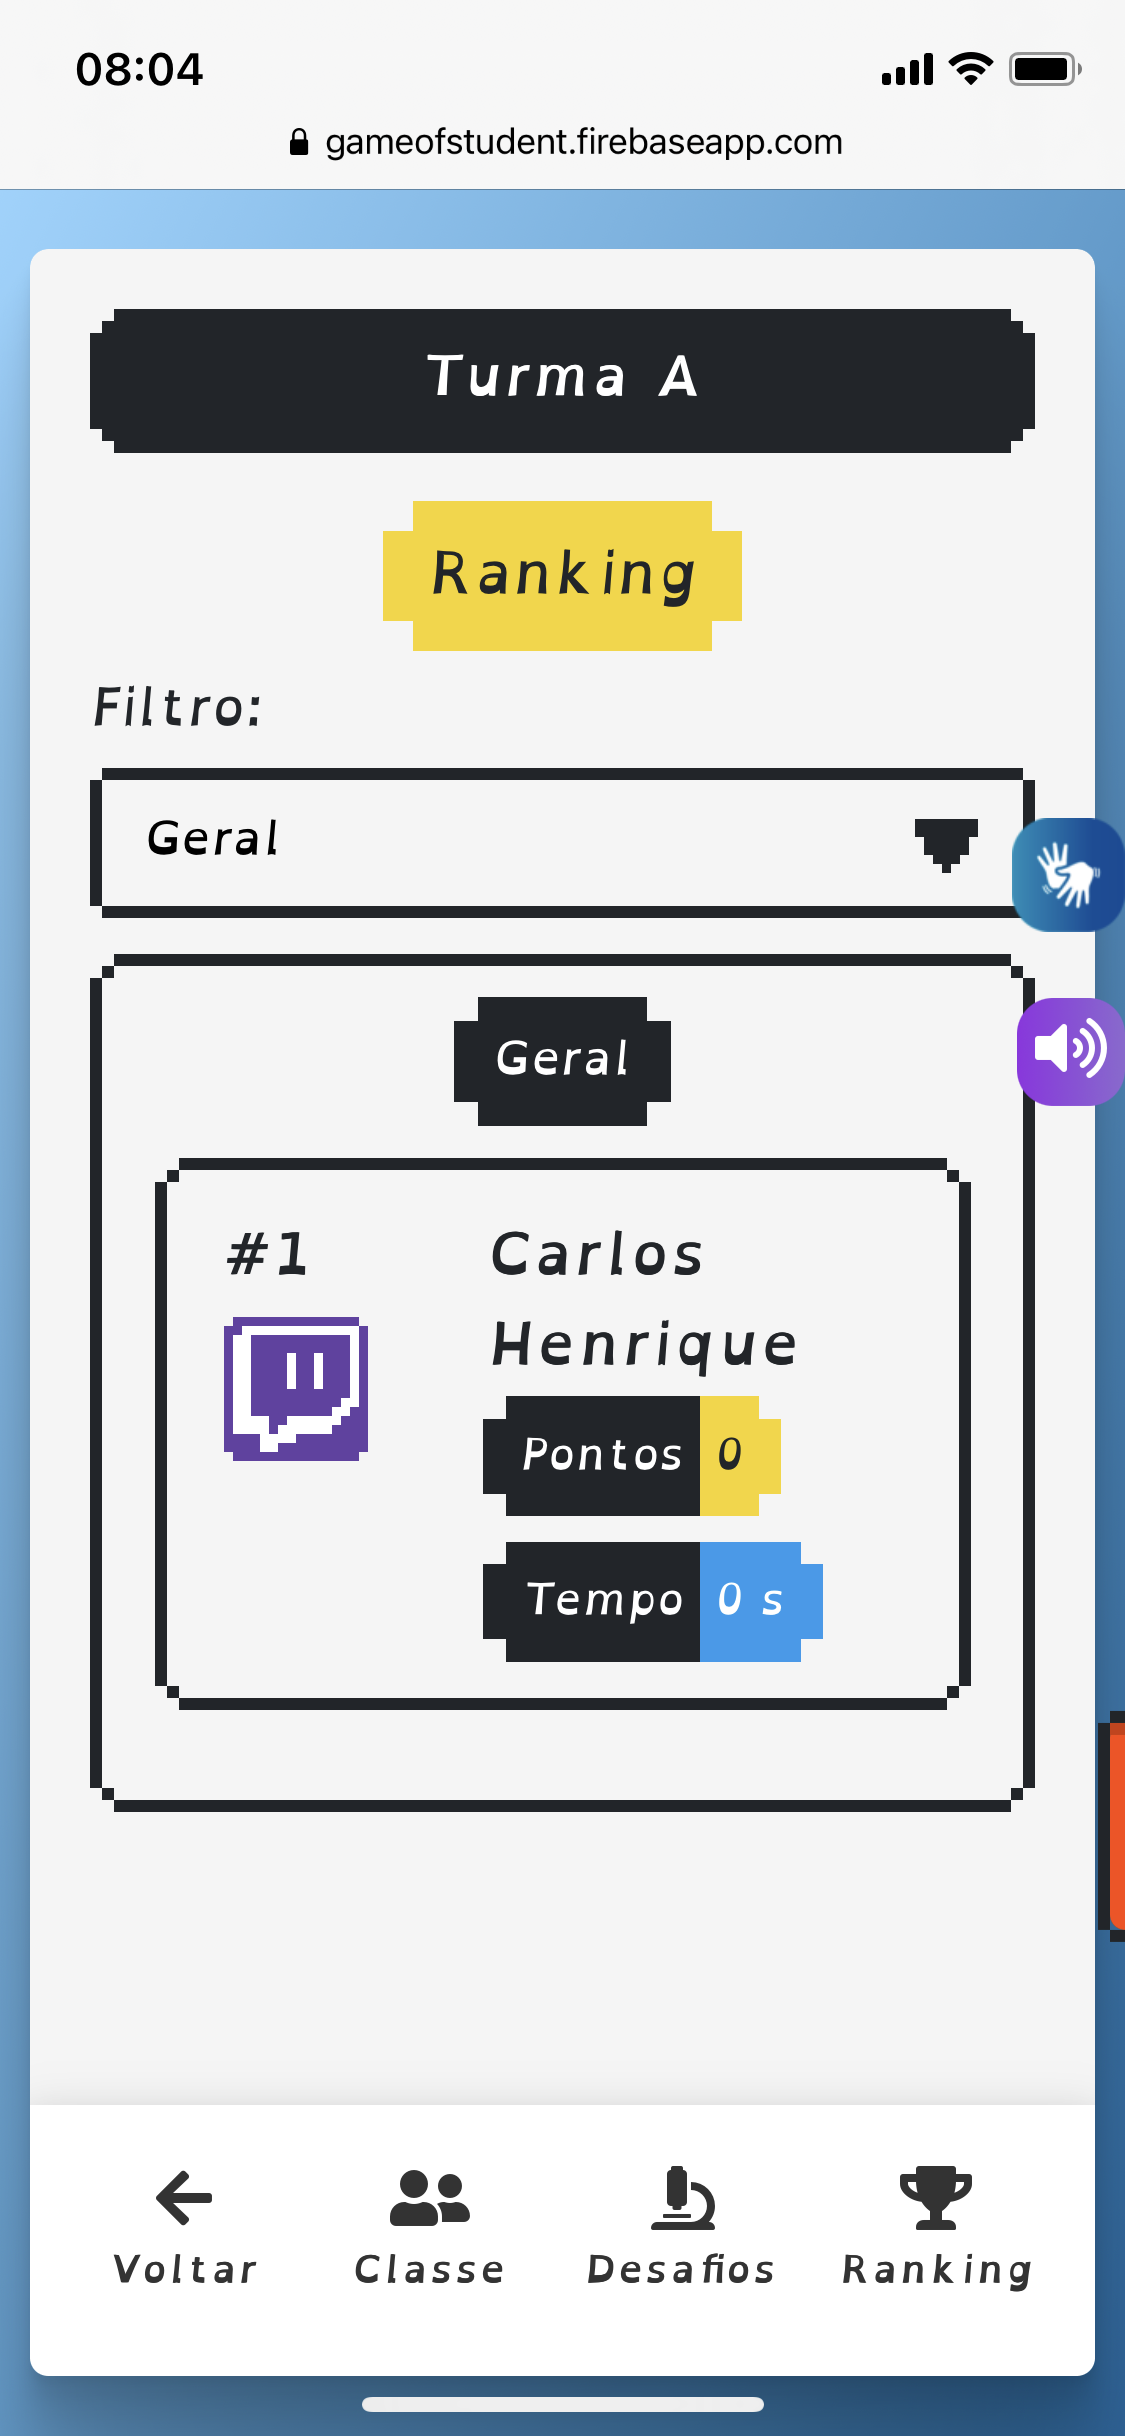 08:04
gameofstudent.firebaseapp.com
Turma A
Ranking
Filtro:
Geral
Geral
#1
Carlos
Henrique
Pontos 0
Tempo 0 s
Voltar Classe Desafios Ranking